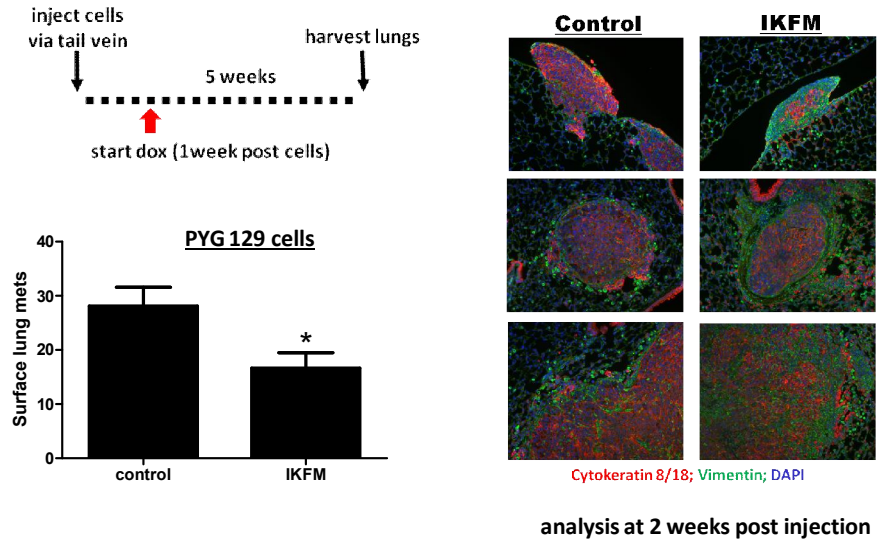 inject cells
via tail vein
harvest lungs
5 weeks
start dox (1week post cells)
PYG 129 cells
Surface lung mets
40
30
20
10
0
*
control
IKFM
Control
IKFM
Cytokeratin 8/18; Vimentin; DAPI
analysis at 2 weeks post injection